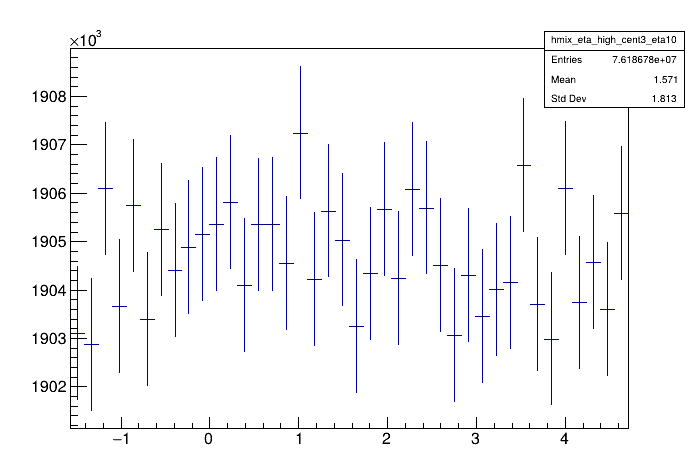 ×10³
hmix_eta_high_cent3_eta10
Entries 7.618678e+07
Mean 1.571
Std Dev 1.813
1908
1907
1906
1905
1904
1903
1902
−1 0 1 2 3 4